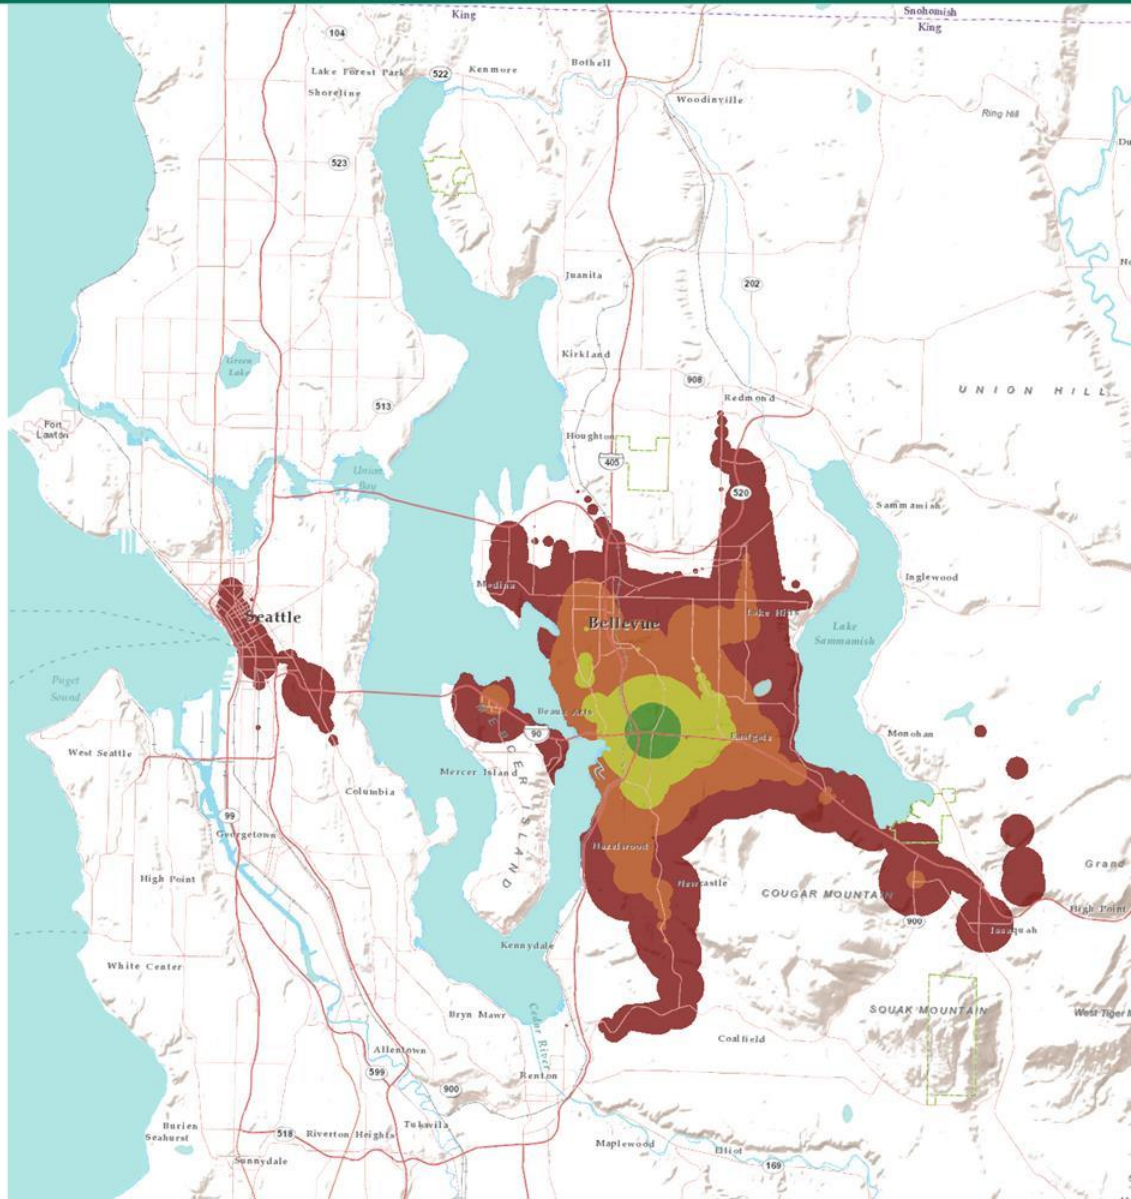 Snohomish
King
King
104
Lake Forest Park
522
Kenmore
Bothell
Shoreline
Woodinville
Ring Hill
523
Juanita
202
Green
Lake
Kirkland
908
Redmond
UNION HILL
513
Fort
Lawton
Houghton
405
Union
Bay
520
Sammamish
Medina
Inglewood
Seattle
Bellevue
Lake Hills
Lake
Sammamish
Puget
Sound
Beaux Arts
90
Eastgate
Monohan
West Seattle
Mercer Island
MERCER ISLAND
Columbia
99
Georgetown
Hazelwood
High Point
Newcastle
COUGAR MOUNTAIN
Grand
High Point
900
Issaquah
Kennydale
White Center
Bryn Mawr
Cedar River
SQUAK MOUNTAIN
West Tiger M
Coalfield
Allentown
599
Renton
900
Burien
Seahurst
518
Riverton Heights
Tukwila
Maplewood
Elliot
169
Sunnydale